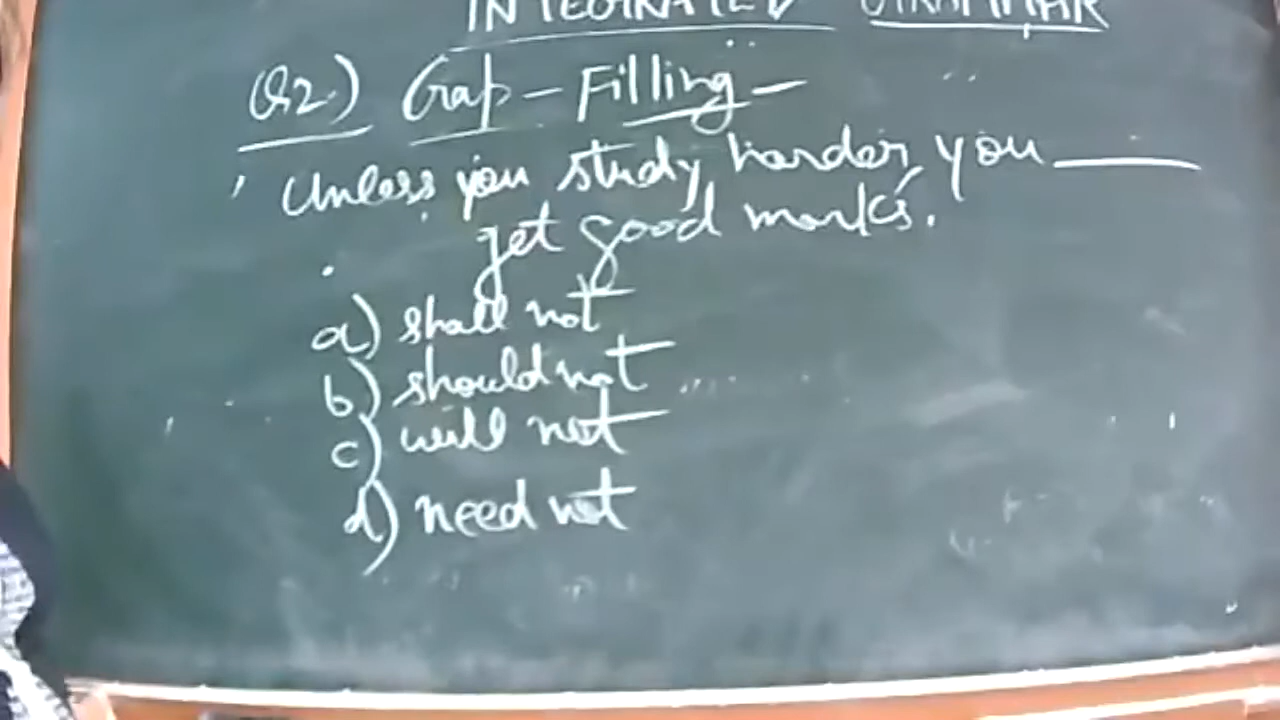 INTEGRATED GRAMMAR
Q2.) Gap-Filling-
Unless you study harder, you ______
get good marks.
a) shall not
b) should not
c) will not
d) need not